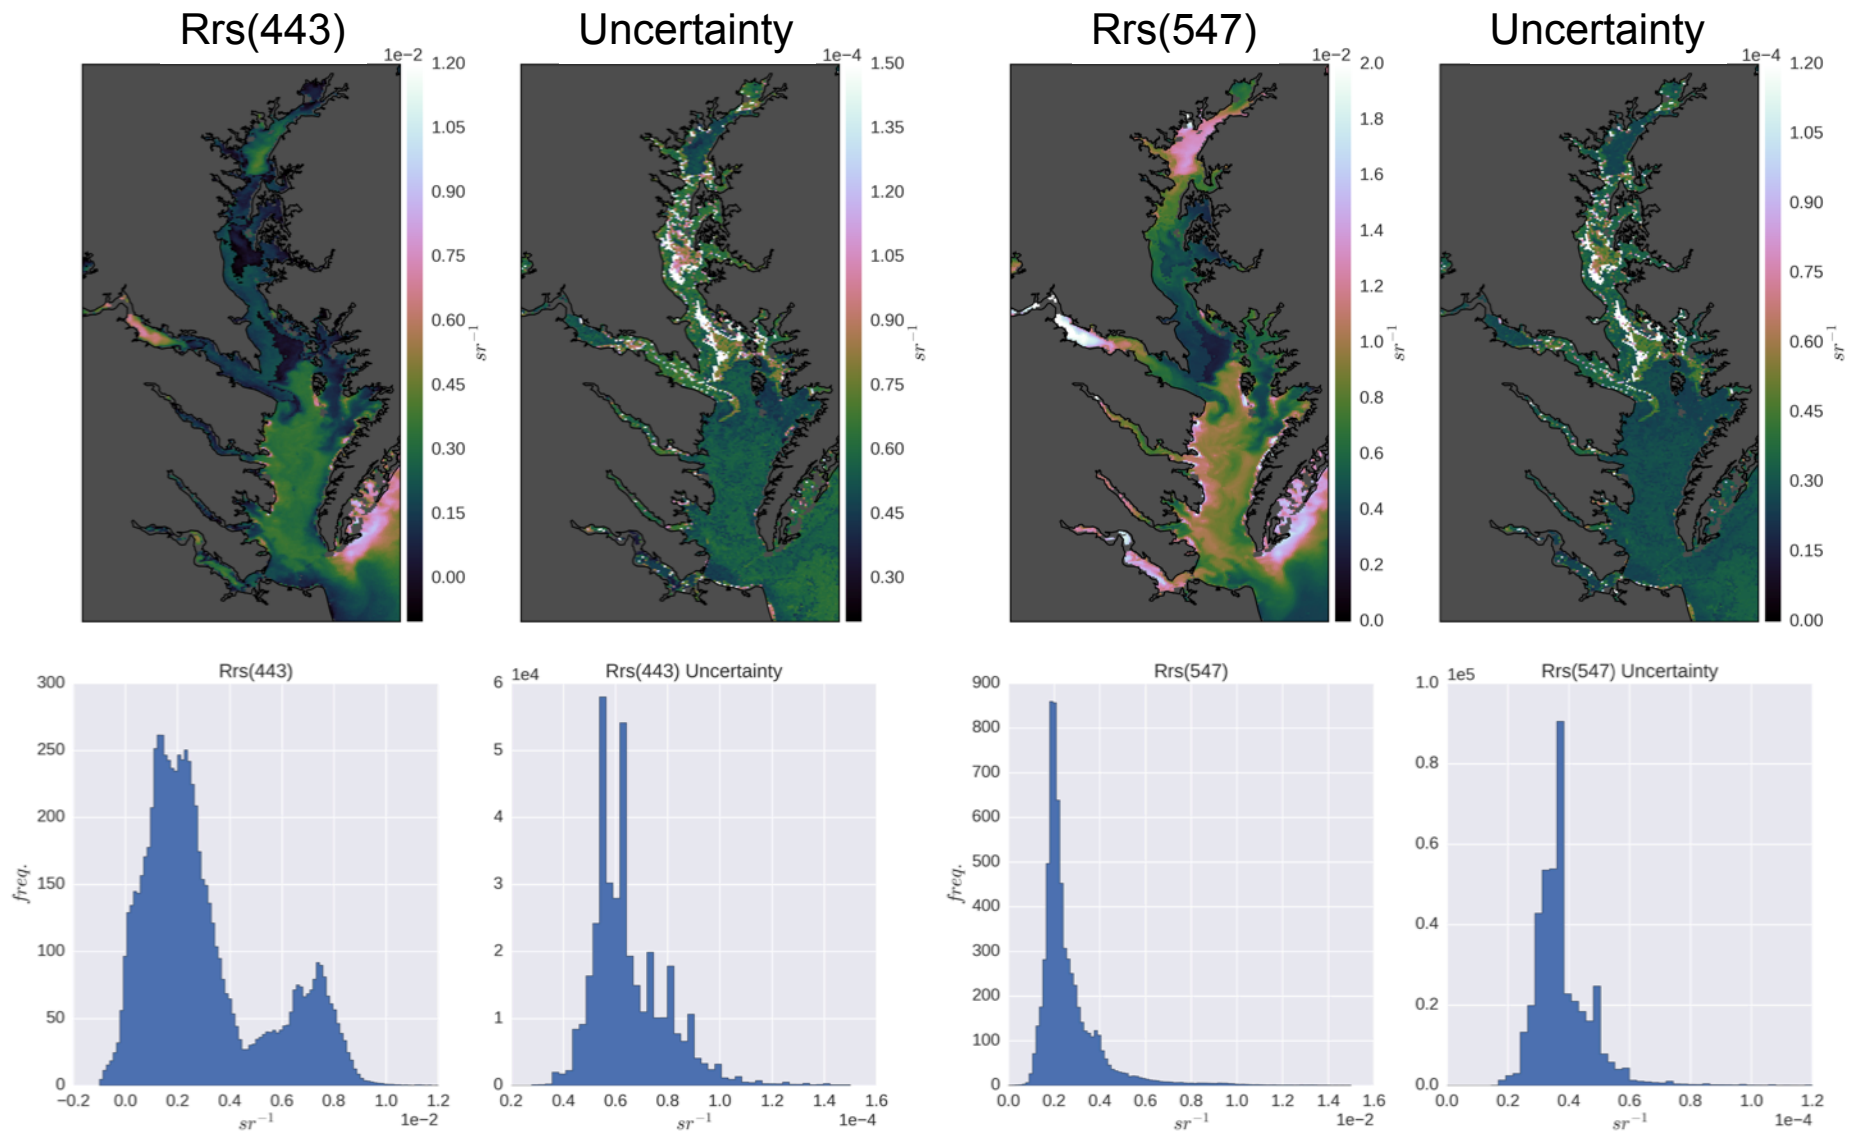 Rrs(443)
Uncertainty
Rrs(547)
Uncertainty
1e−2
1.20
1.05
0.90
0.75
0.60
0.45
0.30
0.15
0.00
sr−1
1e−4
1.50
1.35
1.20
1.05
0.90
0.75
0.60
0.45
0.30
sr−1
1e−2
2.0
1.8
1.6
1.4
1.2
1.0
0.8
0.6
0.4
0.2
0.0
sr−1
1e−4
1.20
1.05
0.90
0.75
0.60
0.45
0.30
0.15
0.00
sr−1
Rrs(443)
300
250
200
150
100
50
0
freq.
−0.2 0.0 0.2 0.4 0.6 0.8 1.0 1.2
sr−1
1e−2
Rrs(443) Uncertainty
1e4
6
5
4
3
2
1
0
0.2 0.4 0.6 0.8 1.0 1.2 1.4 1.6
sr−1
1e−4
Rrs(547)
900
800
700
600
500
400
300
200
100
0
freq.
0.0 0.2 0.4 0.6 0.8 1.0 1.2 1.4 1.6
sr−1
1e−2
Rrs(547) Uncertainty
1e5
1.0
0.8
0.6
0.4
0.2
0.0
0.0 0.2 0.4 0.6 0.8 1.0 1.2
sr−1
1e−4